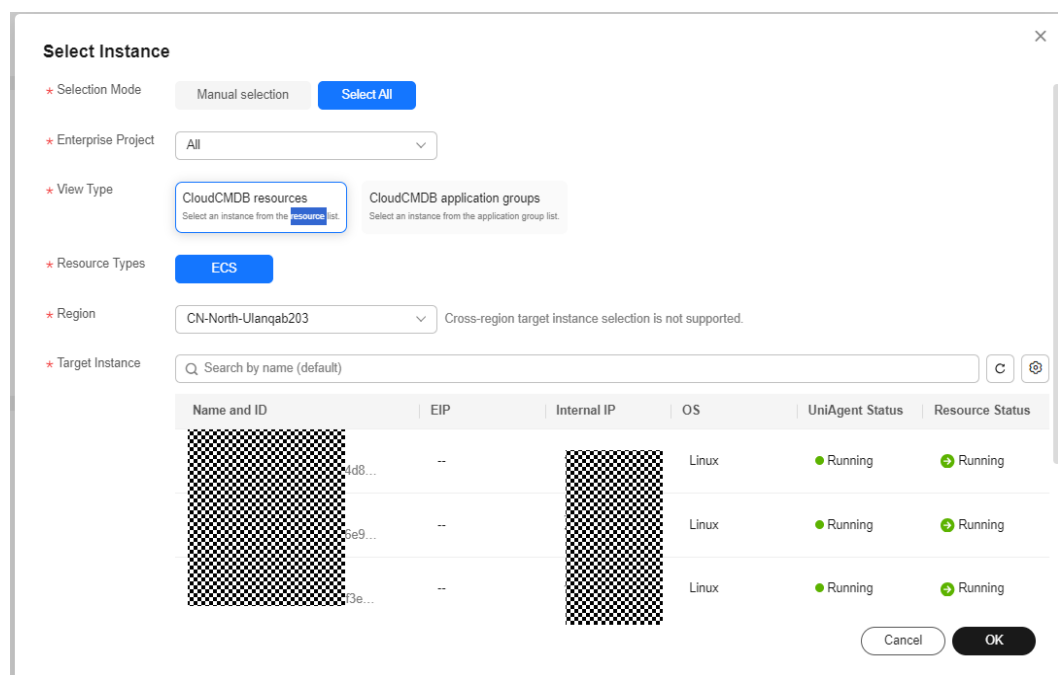 Select Instance
* Selection Mode Manual selection Select All
* Enterprise Project All
* View Type CloudCMDB resources CloudCMDB application groups
Select an instance from the resource list. Select an instance from the application group list.
* Resource Types ECS
* Region CN-North-Ulanqab203 Cross-region target instance selection is not supported.
* Target Instance Search by name (default)
Name and ID EIP Internal IP OS UniAgent Status Resource Status
-- Linux Running Running
4d8...
-- Linux Running Running
5e9...
-- Linux Running Running
f3e...
Cancel OK